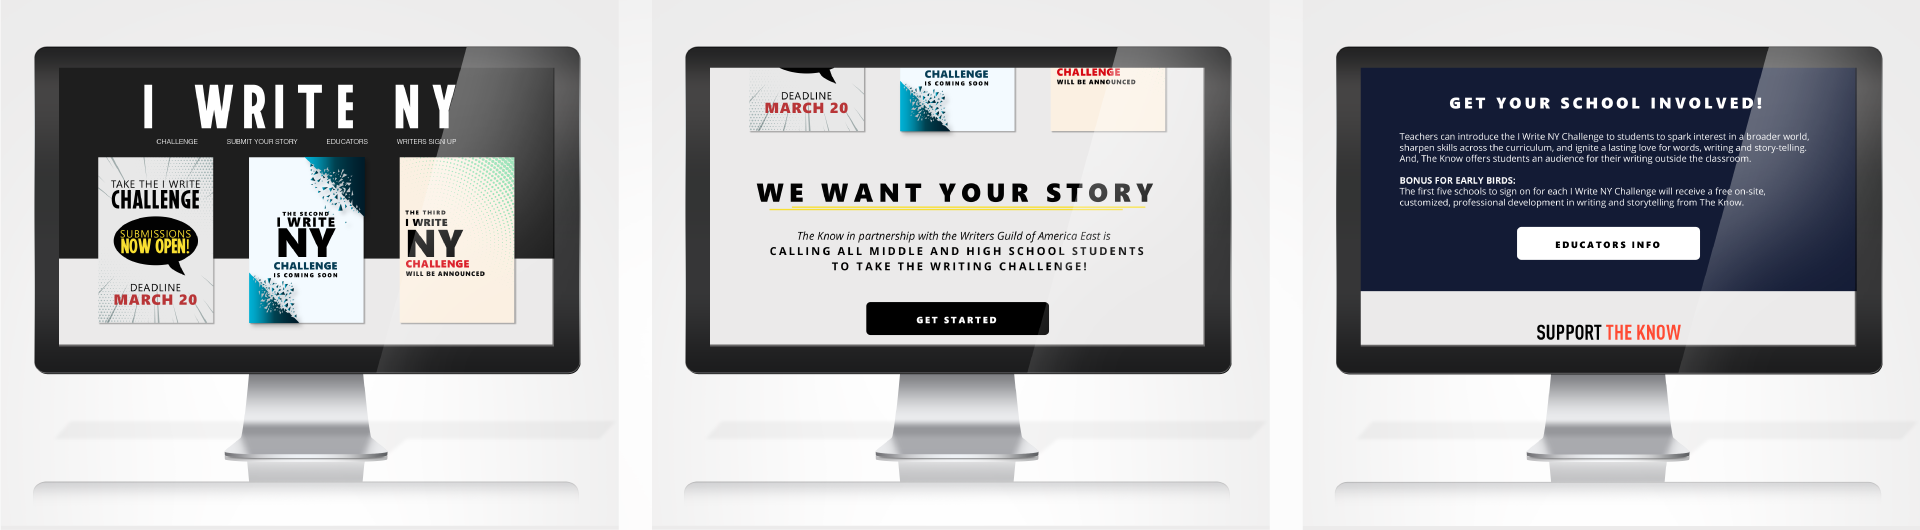 I WRITE NY
CHALLENGE
SUBMIT YOUR STORY
EDUCATORS
WRITERS SIGN UP
TAKE THE I WRITE
CHALLENGE
SUBMISSIONS
NOW OPEN!
DEADLINE
MARCH 20
THE SECOND
I WRITE
NY
CHALLENGE
IS COMING SOON
THE THIRD
I WRITE
NY
CHALLENGE
WILL BE ANNOUNCED
DEADLINE
MARCH 20
CHALLENGE
IS COMING SOON
CHALLENGE
WILL BE ANNOUNCED
WE WANT YOUR STORY
The Know in partnership with the Writers Guild of America East is
CALLING ALL MIDDLE AND HIGH SCHOOL STUDENTS
TO TAKE THE WRITING CHALLENGE!
GET STARTED
GET YOUR SCHOOL INVOLVED!
Teachers can introduce the I Write NY Challenge to students to spark interest in a broader world,
sharpen skills across the curriculum, and ignite a lasting love for words, writing and story-telling.
And, The Know offers students an audience for their writing outside the classroom.
BONUS FOR EARLY BIRDS:
The first five schools to sign on for each I Write NY Challenge will receive a free on-site,
customized, professional development in writing and storytelling from The Know.
EDUCATORS INFO
SUPPORT THE KNOW